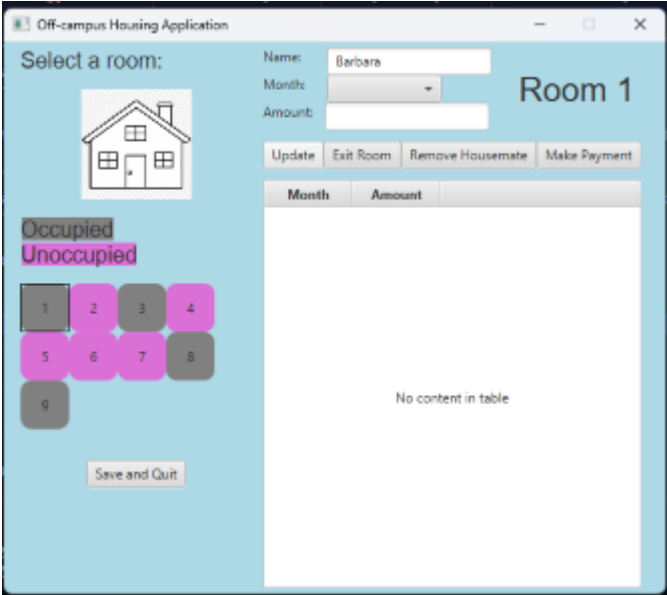 Off-campus Housing Application
Select a room:
Occupied
Unoccupied
1 2 3 4
5 6 7 8
9
Save and Quit
Name: Barbara
Month:
Amount:
Room 1
Update Exit Room Remove Housemate Make Payment
Month Amount
No content in table